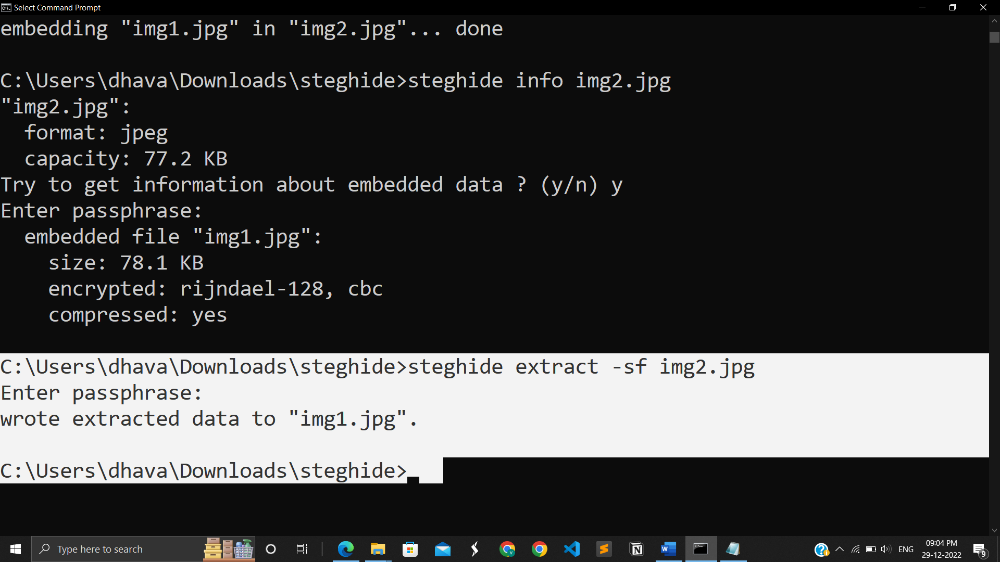 Select Command Prompt
embedding "img1.jpg" in "img2.jpg"... done
C:\Users\dhava\Downloads\steghide>steghide info img2.jpg
"img2.jpg":
  format: jpeg
  capacity: 77.2 KB
Try to get information about embedded data ? (y/n) y
Enter passphrase:
  embedded file "img1.jpg":
    size: 78.1 KB
    encrypted: rijndael-128, cbc
    compressed: yes
C:\Users\dhava\Downloads\steghide>steghide extract -sf img2.jpg
Enter passphrase:
wrote extracted data to "img1.jpg".
C:\Users\dhava\Downloads\steghide>
Type here to search
ENG
09:04 PM
29-12-2022
9